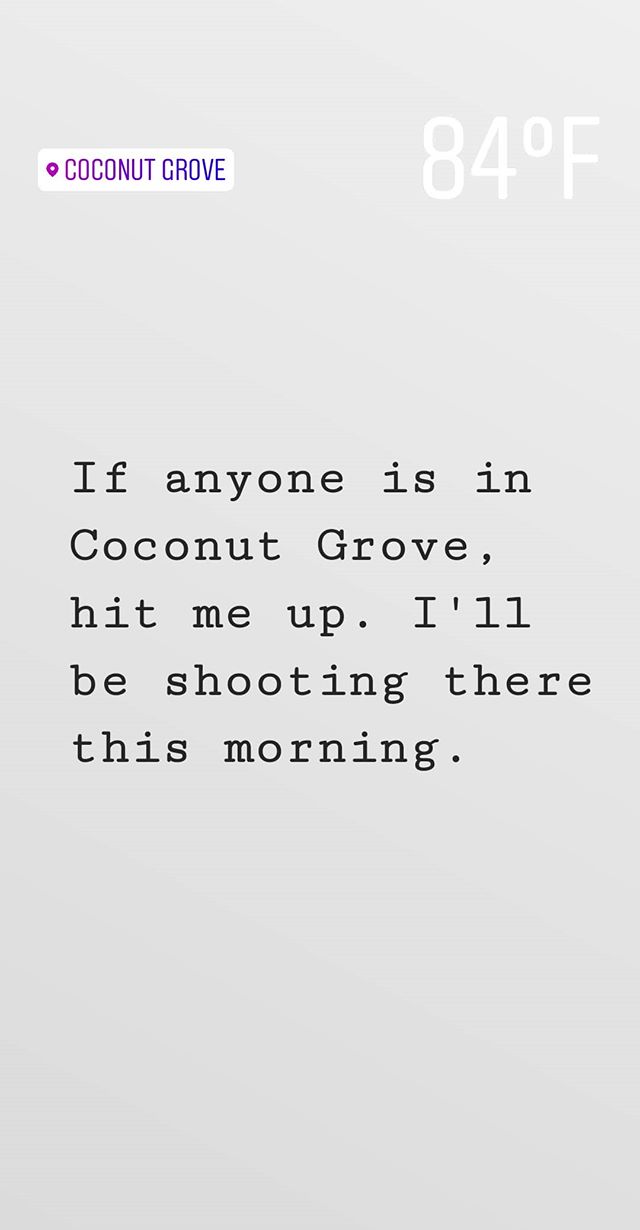 COCONUT GROVE
84°F
If anyone is in
Coconut Grove,
hit me up. I'll
be shooting there
this morning.